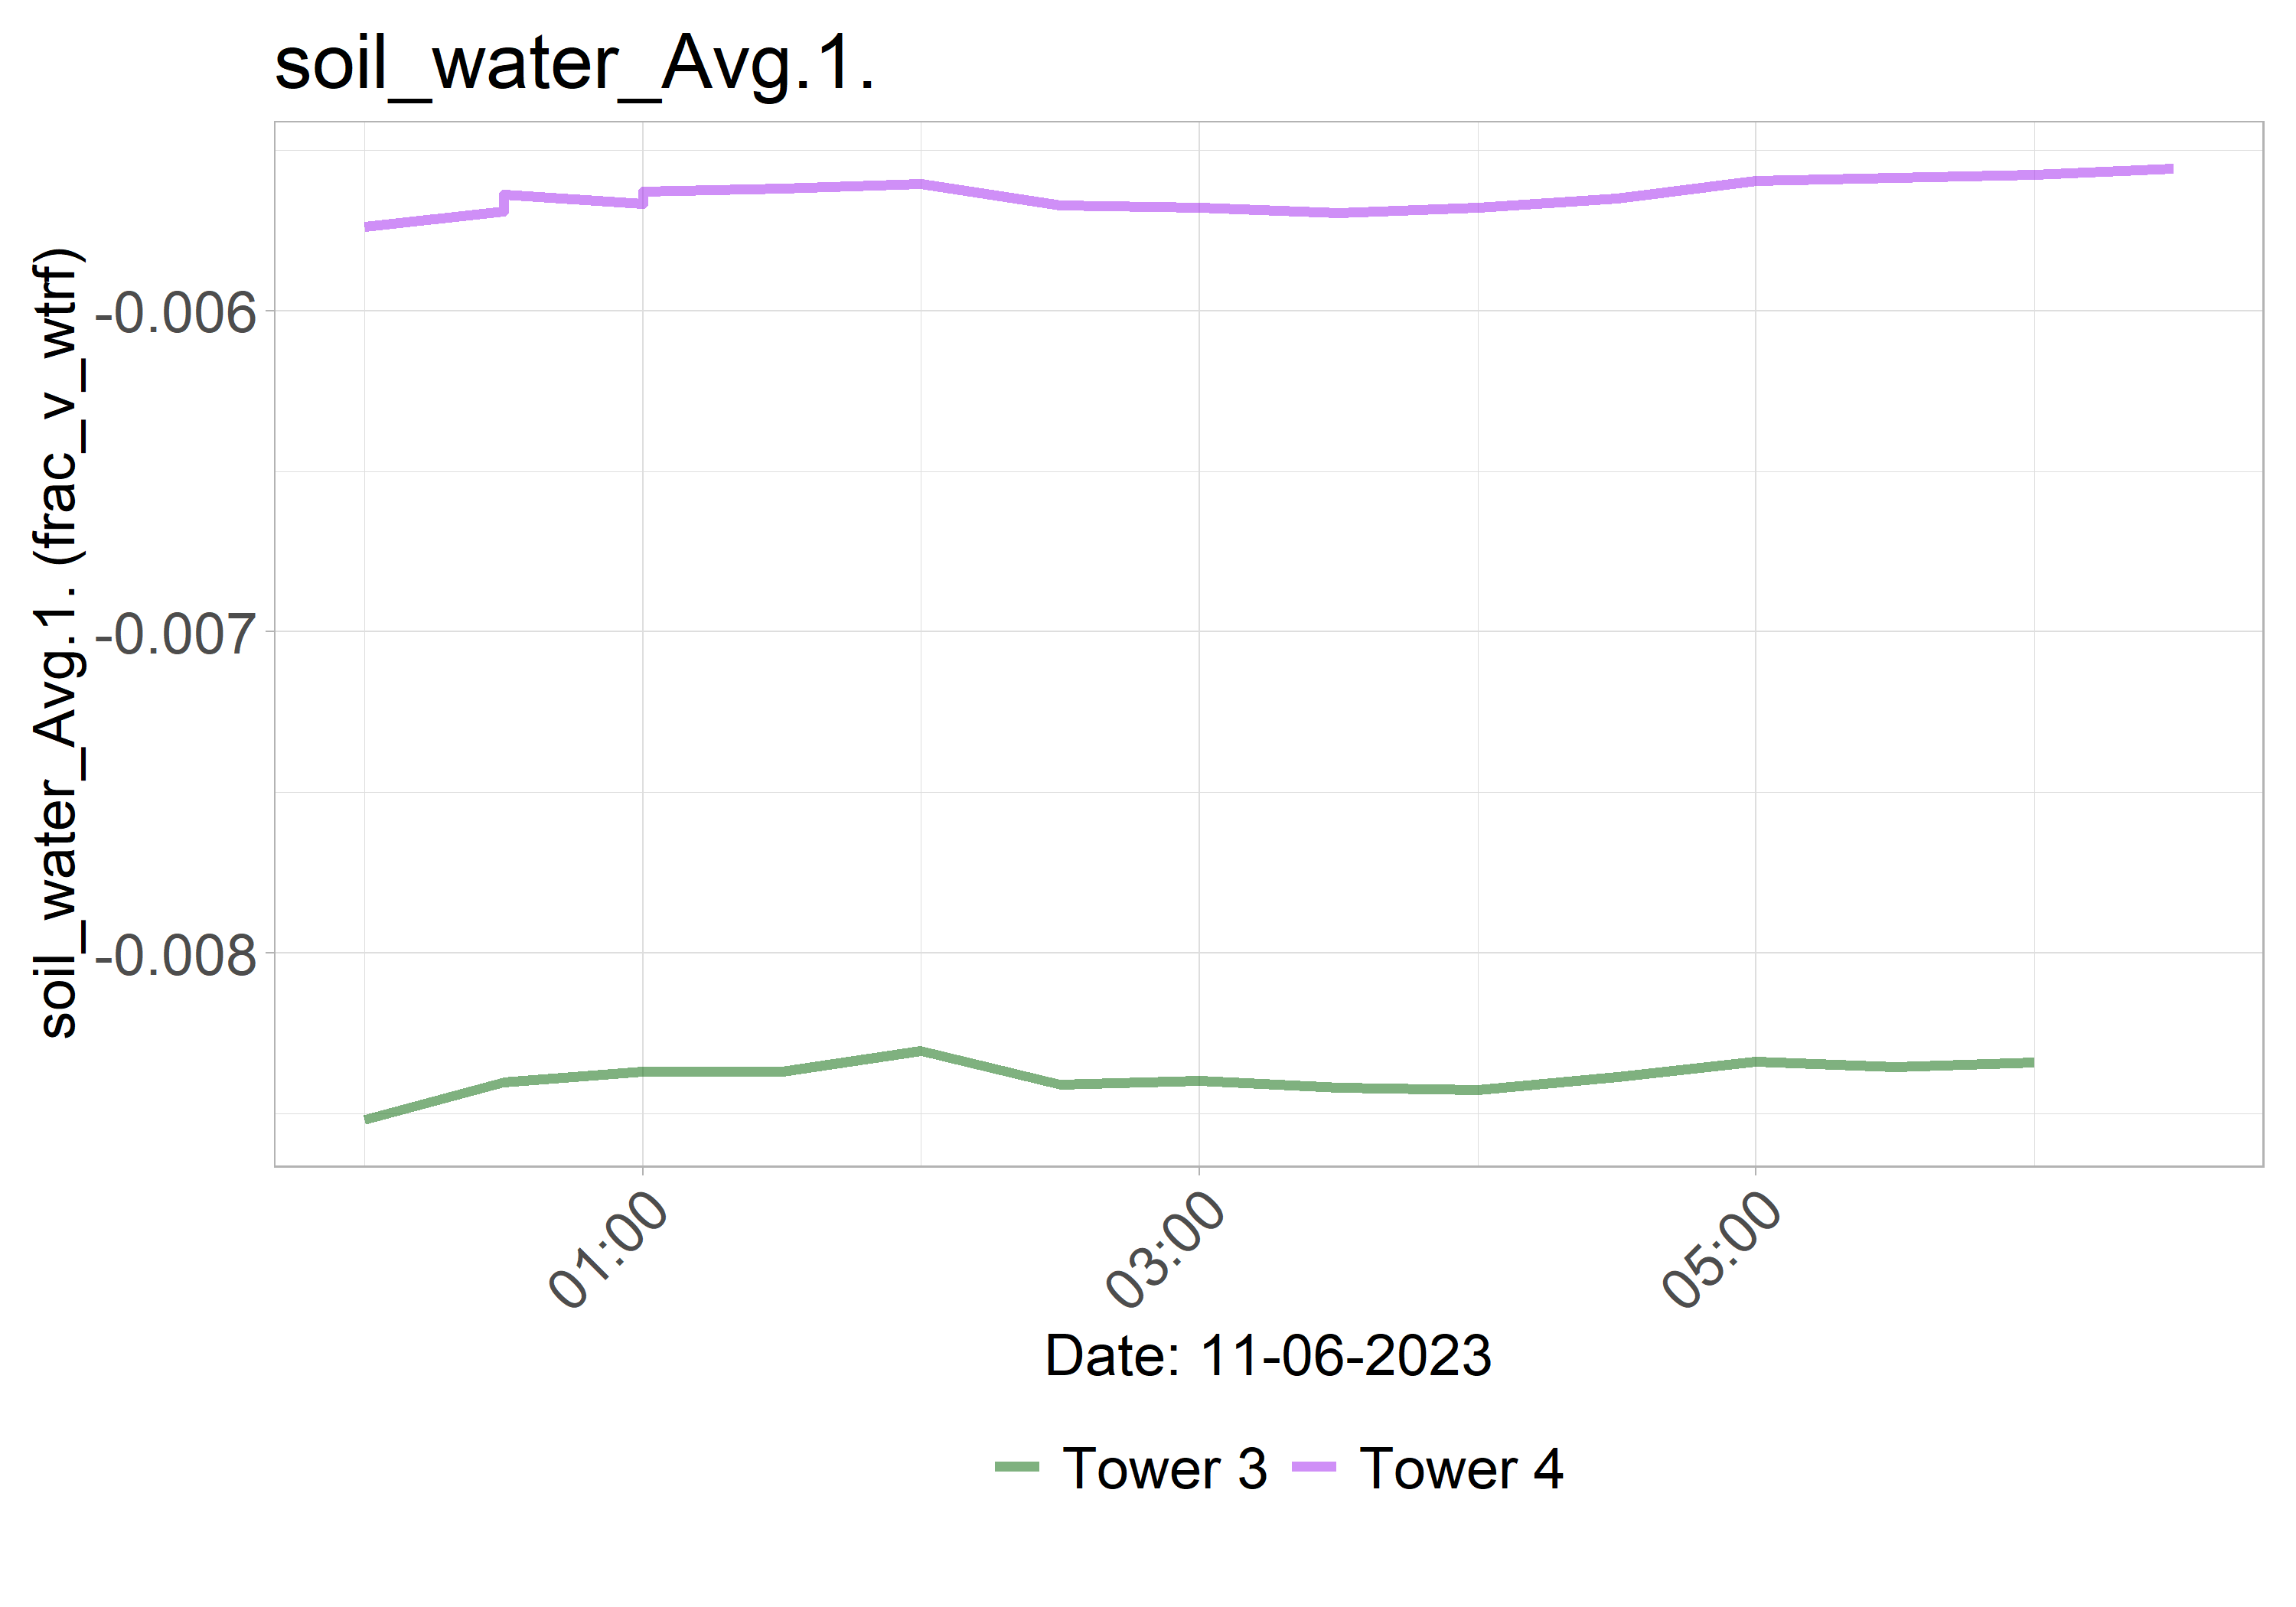 soil_water_Avg.1.
soil_water_Avg.1. (frac_v_wtrf)
-0.006
-0.007
-0.008
01:00
03:00
05:00
Date: 11-06-2023
Tower 3
Tower 4